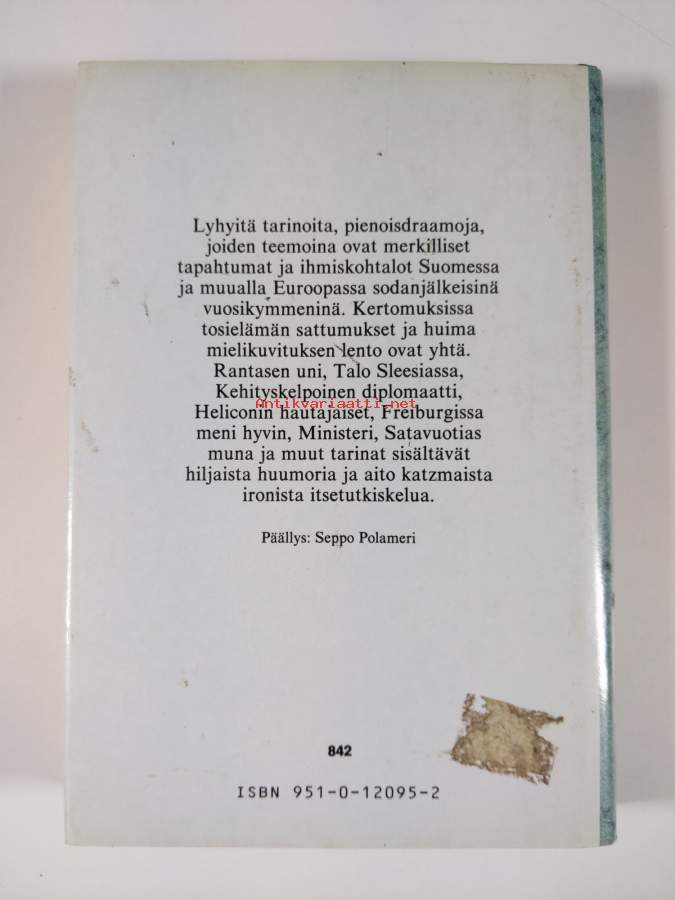 Lyhyitä tarinoita, pienoisdraamoja,
joiden teemoina ovat merkilliset
tapahtumat ja ihmiskohtalot Suomessa
ja muualla Euroopassa sodanjälkeisinä
vuosikymmeninä. Kertomuksissa
tosielämän sattumukset ja huima
mielikuvituksen lento ovat yhtä.
Rantasen uni, Talo Sleesiassa,
Kehityskelpoinen diplomaatti,
Antikvariaatti.net
Heliconin hautajaiset, Freiburgissa
meni hyvin, Ministeri, Satavuotias
muna ja muut tarinat sisältävät
hiljaista huumoria ja aito katzmaista
ironista itsetutkiskelua.
Päällys: Seppo Polameri
842
ISBN 951-0-12095-2